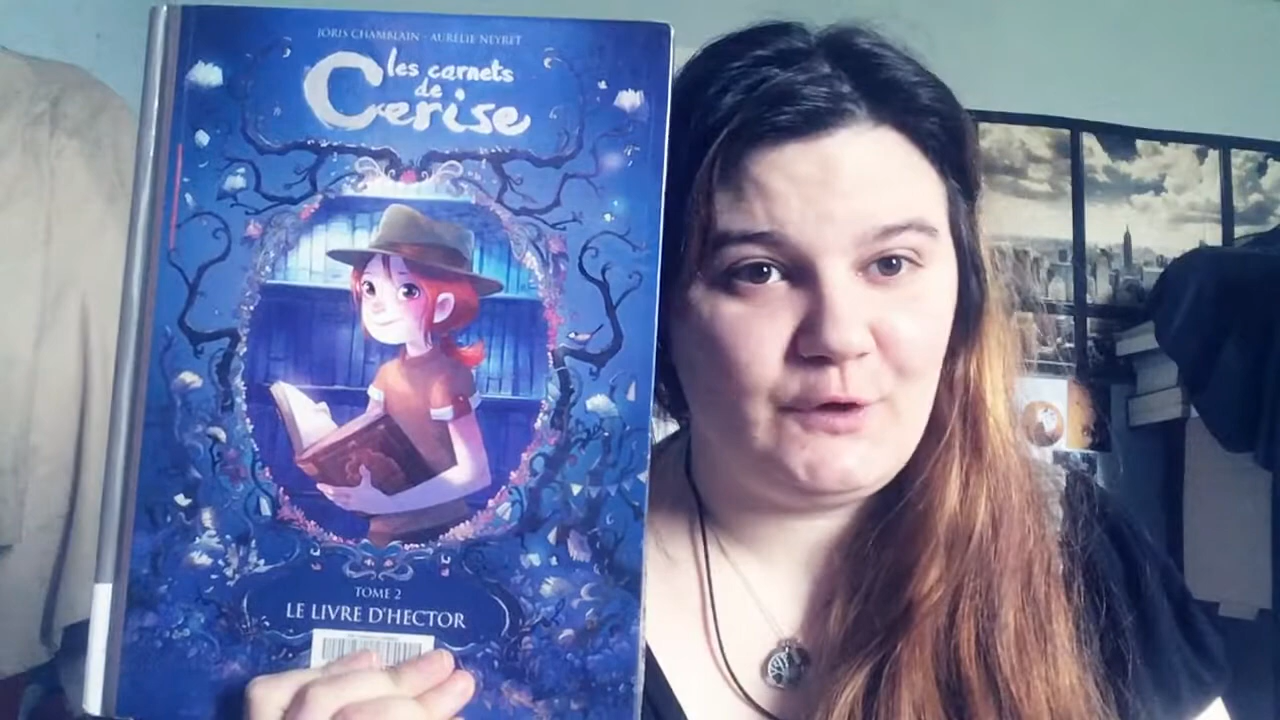 JORIS CHAMBLAIN - AURÉLIE NEYRET
les carnets
de
Cerise
TOME 2
LE LIVRE D'HECTOR